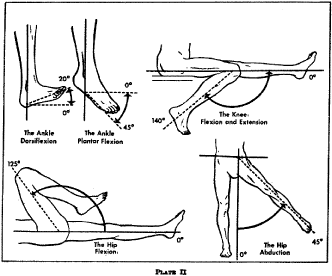 20°
0°
The Ankle
Dorsiflexion
0°
45°
The Ankle
Plantar Flexion
0°
140°
The Knee
Flexion and Extension
125°
0°
The Hip
Flexion.
0°
45°
The Hip
Abduction
PLATE II